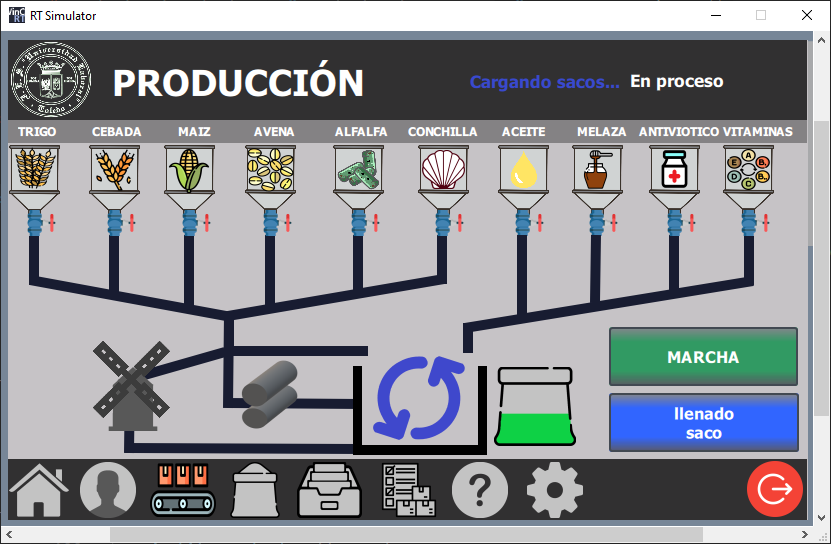 RT Simulator
PRODUCCIÓN
Cargando sacos... En proceso
TRIGO CEBADA MAIZ AVENA ALFALFA CONCHILLA ACEITE MELAZA ANTIVIOTICO VITAMINAS
A
E B
D B
C B
MARCHA
llenado
saco
?